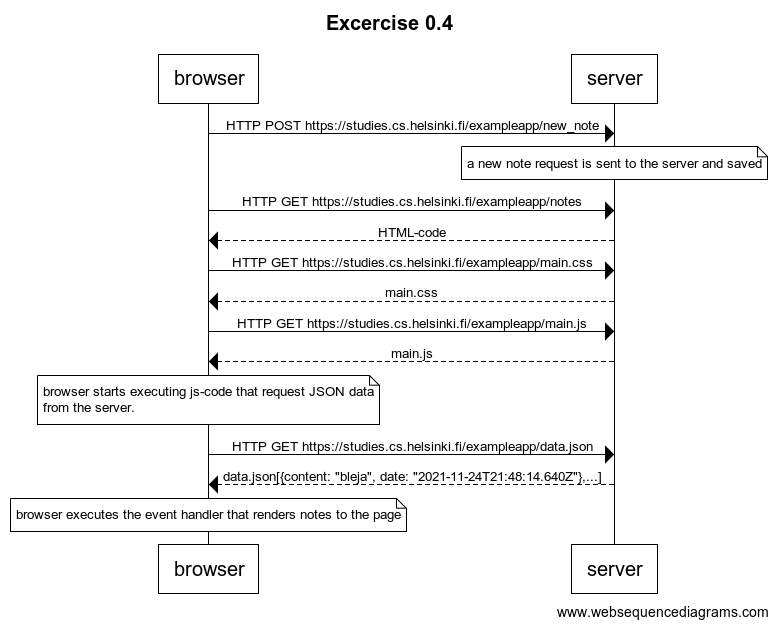 Excercise 0.4
browser
server
HTTP POST https://studies.cs.helsinki.fi/exampleapp/new_note
a new note request is sent to the server and saved
HTTP GET https://studies.cs.helsinki.fi/exampleapp/notes
HTML-code
HTTP GET https://studies.cs.helsinki.fi/exampleapp/main.css
main.css
HTTP GET https://studies.cs.helsinki.fi/exampleapp/main.js
main.js
browser starts executing js-code that request JSON data
from the server.
HTTP GET https://studies.cs.helsinki.fi/exampleapp/data.json
data.json[{content: "bleja", date: "2021-11-24T21:48:14.640Z"},...]
browser executes the event handler that renders notes to the page
browser
server
www.websequencediagrams.com